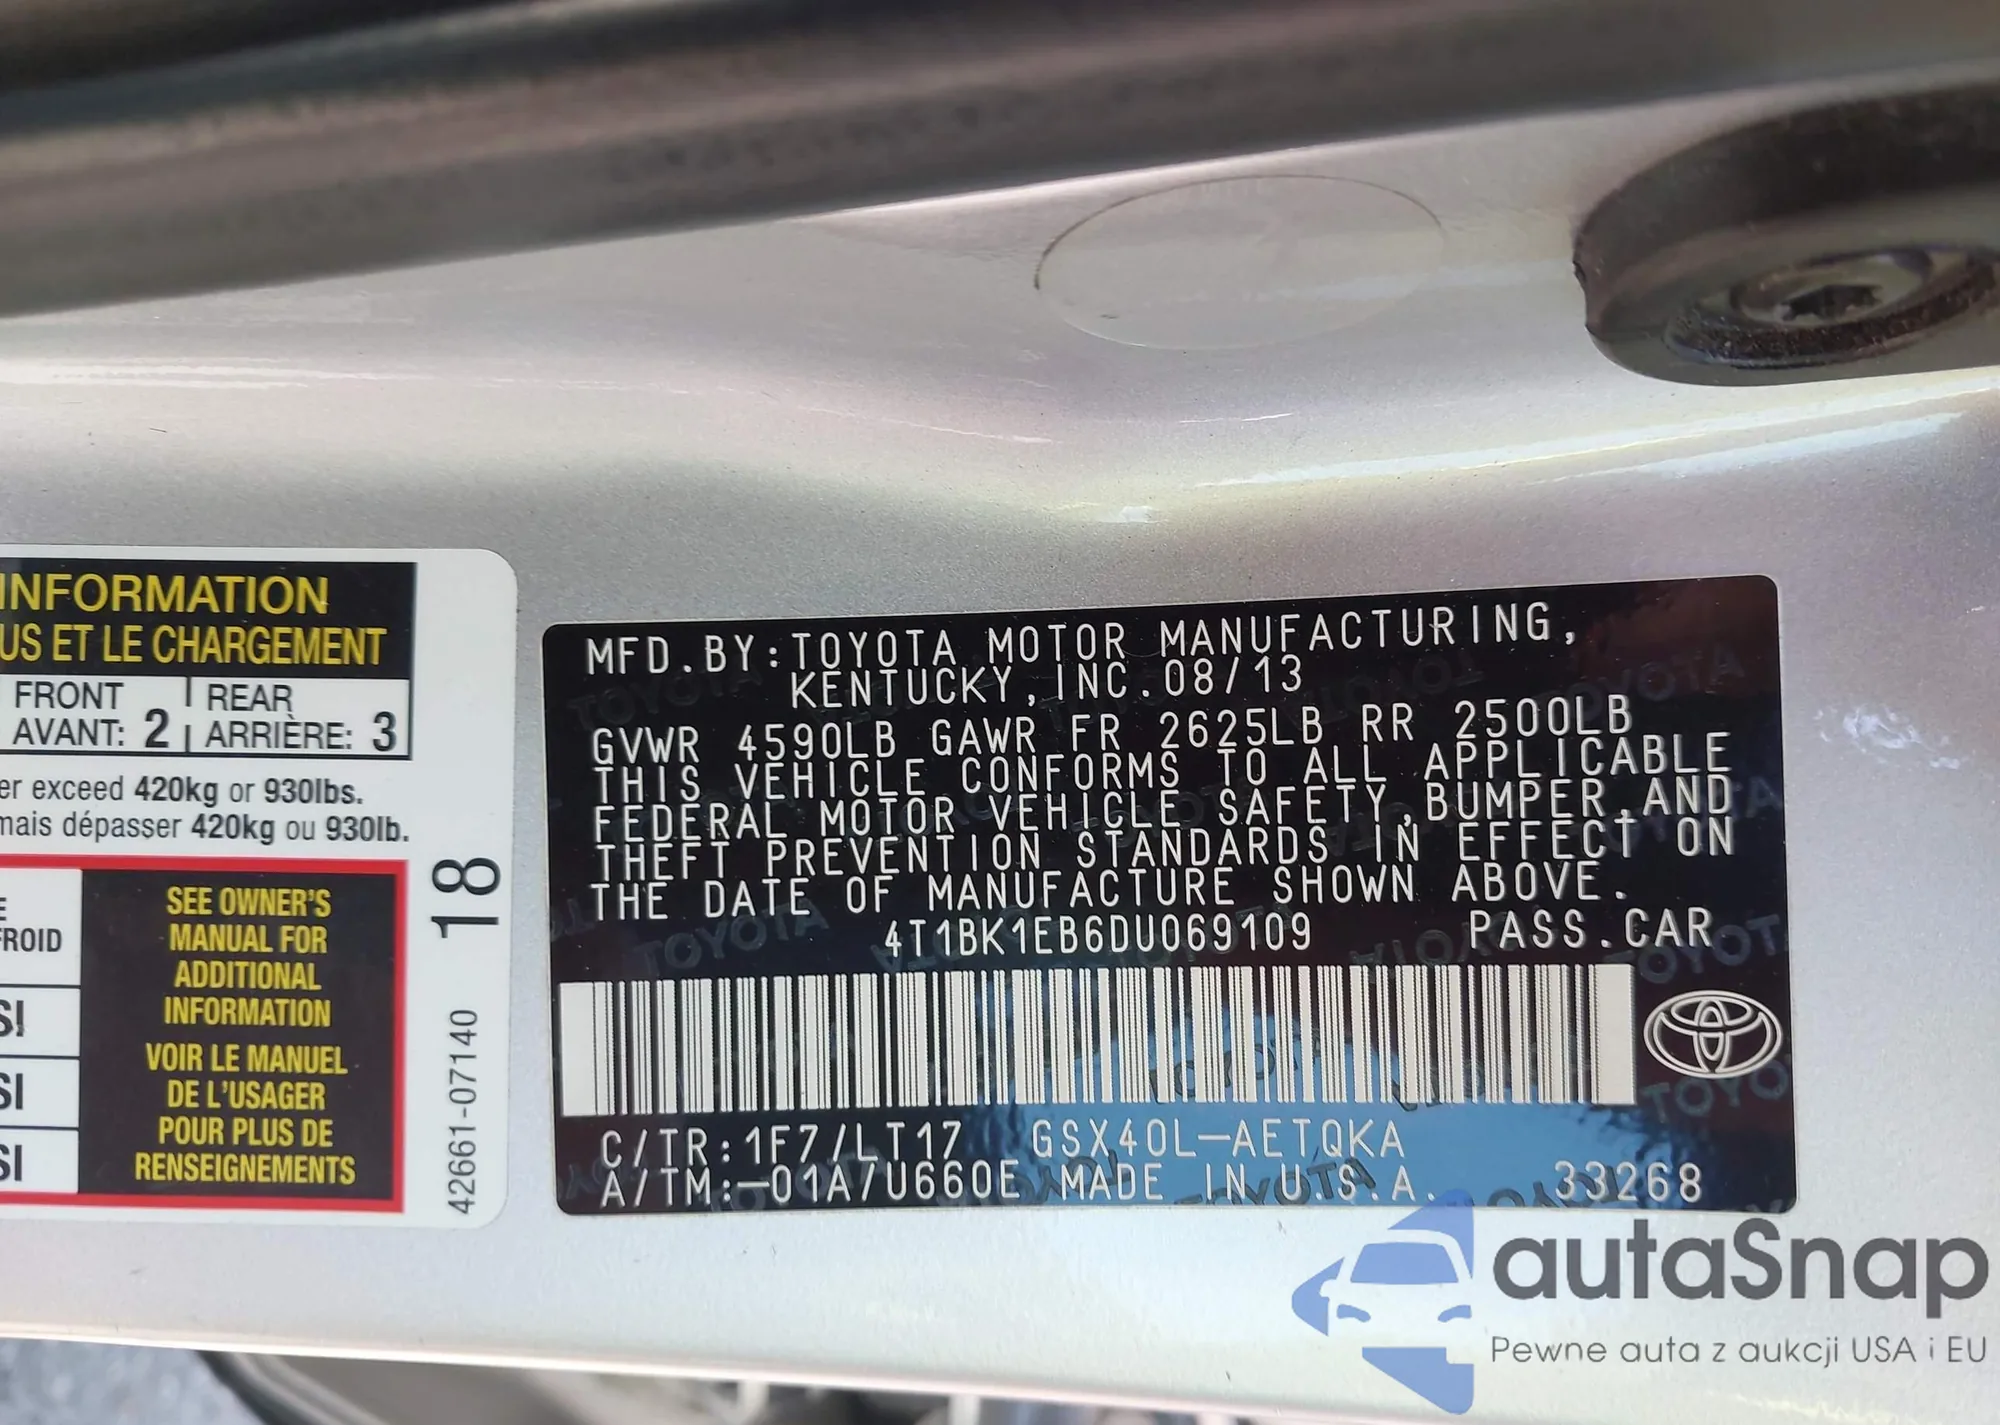 INFORMATION
US ET LE CHARGEMENT
FRONT
AVANT: 2
REAR
ARRIÈRE: 3
er exceed 420kg or 930lbs.
mais dépasser 420kg ou 930lb.
FROID
SI
SI
SI
SEE OWNER'S
MANUAL FOR
ADDITIONAL
INFORMATION
VOIR LE MANUEL
DE L'USAGER
POUR PLUS DE
RENSEIGNEMENTS
18
42661-07140
MFD.BY:TOYOTA MOTOR MANUFACTURING,
KENTUCKY,INC.08/13
GVWR 4590LB GAWR FR 2625LB RR 2500LB
THIS VEHICLE CONFORMS TO ALL APPLICABLE
FEDERAL MOTOR VEHICLE SAFETY,BUMPER,AND
THEFT PREVENTION STANDARDS IN EFFECT ON
THE DATE OF MANUFACTURE SHOWN ABOVE.
4T1BK1EB6DU069109 PASS.CAR
C/TR:1F7/LT17 GSX40L-AETQKA
A/TM:-01A/U660E MADE IN U.S.A. 33268
autaSnap
Pewne auta z aukcji USA i EU